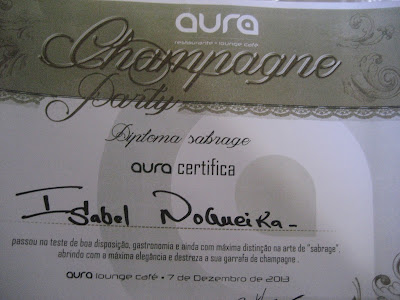 aura
restaurante • lounge café
Champagne
Party
Diploma sabrage
aura certifica
Isabel Nogueira
passou no teste de boa disposição, gastronomia e ainda com máxima distinção na arte de "sabrage",
abrindo com a máxima elegância e destreza a sua garrafa de champagne.
aura lounge café • 7 de Dezembro de 2013